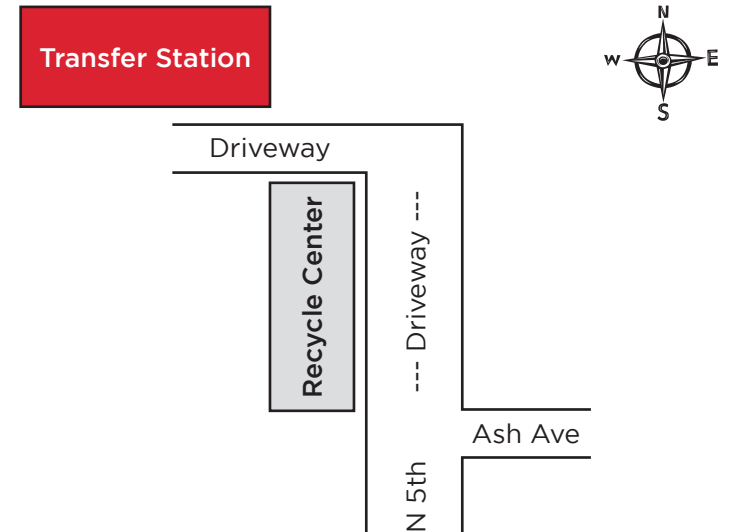 N
Transfer Station
W
E
S
Driveway
Recycle Center
---- Driveway ----
Ash Ave
N 5th